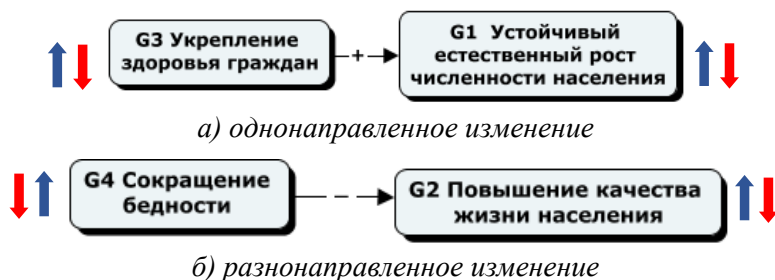 G3 Укрепление
здоровья граждан
+
G1 Устойчивый
естественный рост
численности населения
а) однонаправленное изменение
G4 Сокращение
бедности
–
G2 Повышение качества
жизни населения
б) разнонаправленное изменение